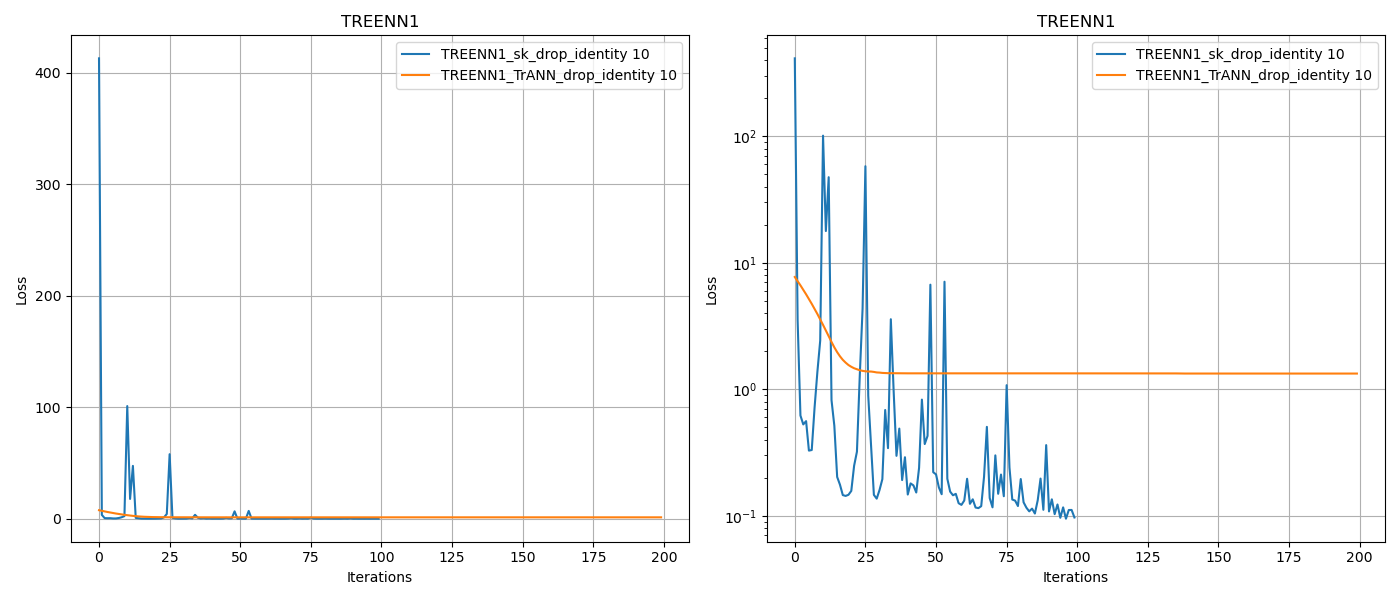 TREENN1
TREENN1_sk_drop_identity 10
TREENN1_TrANN_drop_identity 10
400
300
200
100
0
Loss
0 25 50 75 100 125 150 175 200
Iterations
TREENN1
TREENN1_sk_drop_identity 10
TREENN1_TrANN_drop_identity 10
10²
10¹
10⁰
10⁻¹
Loss
0 25 50 75 100 125 150 175 200
Iterations